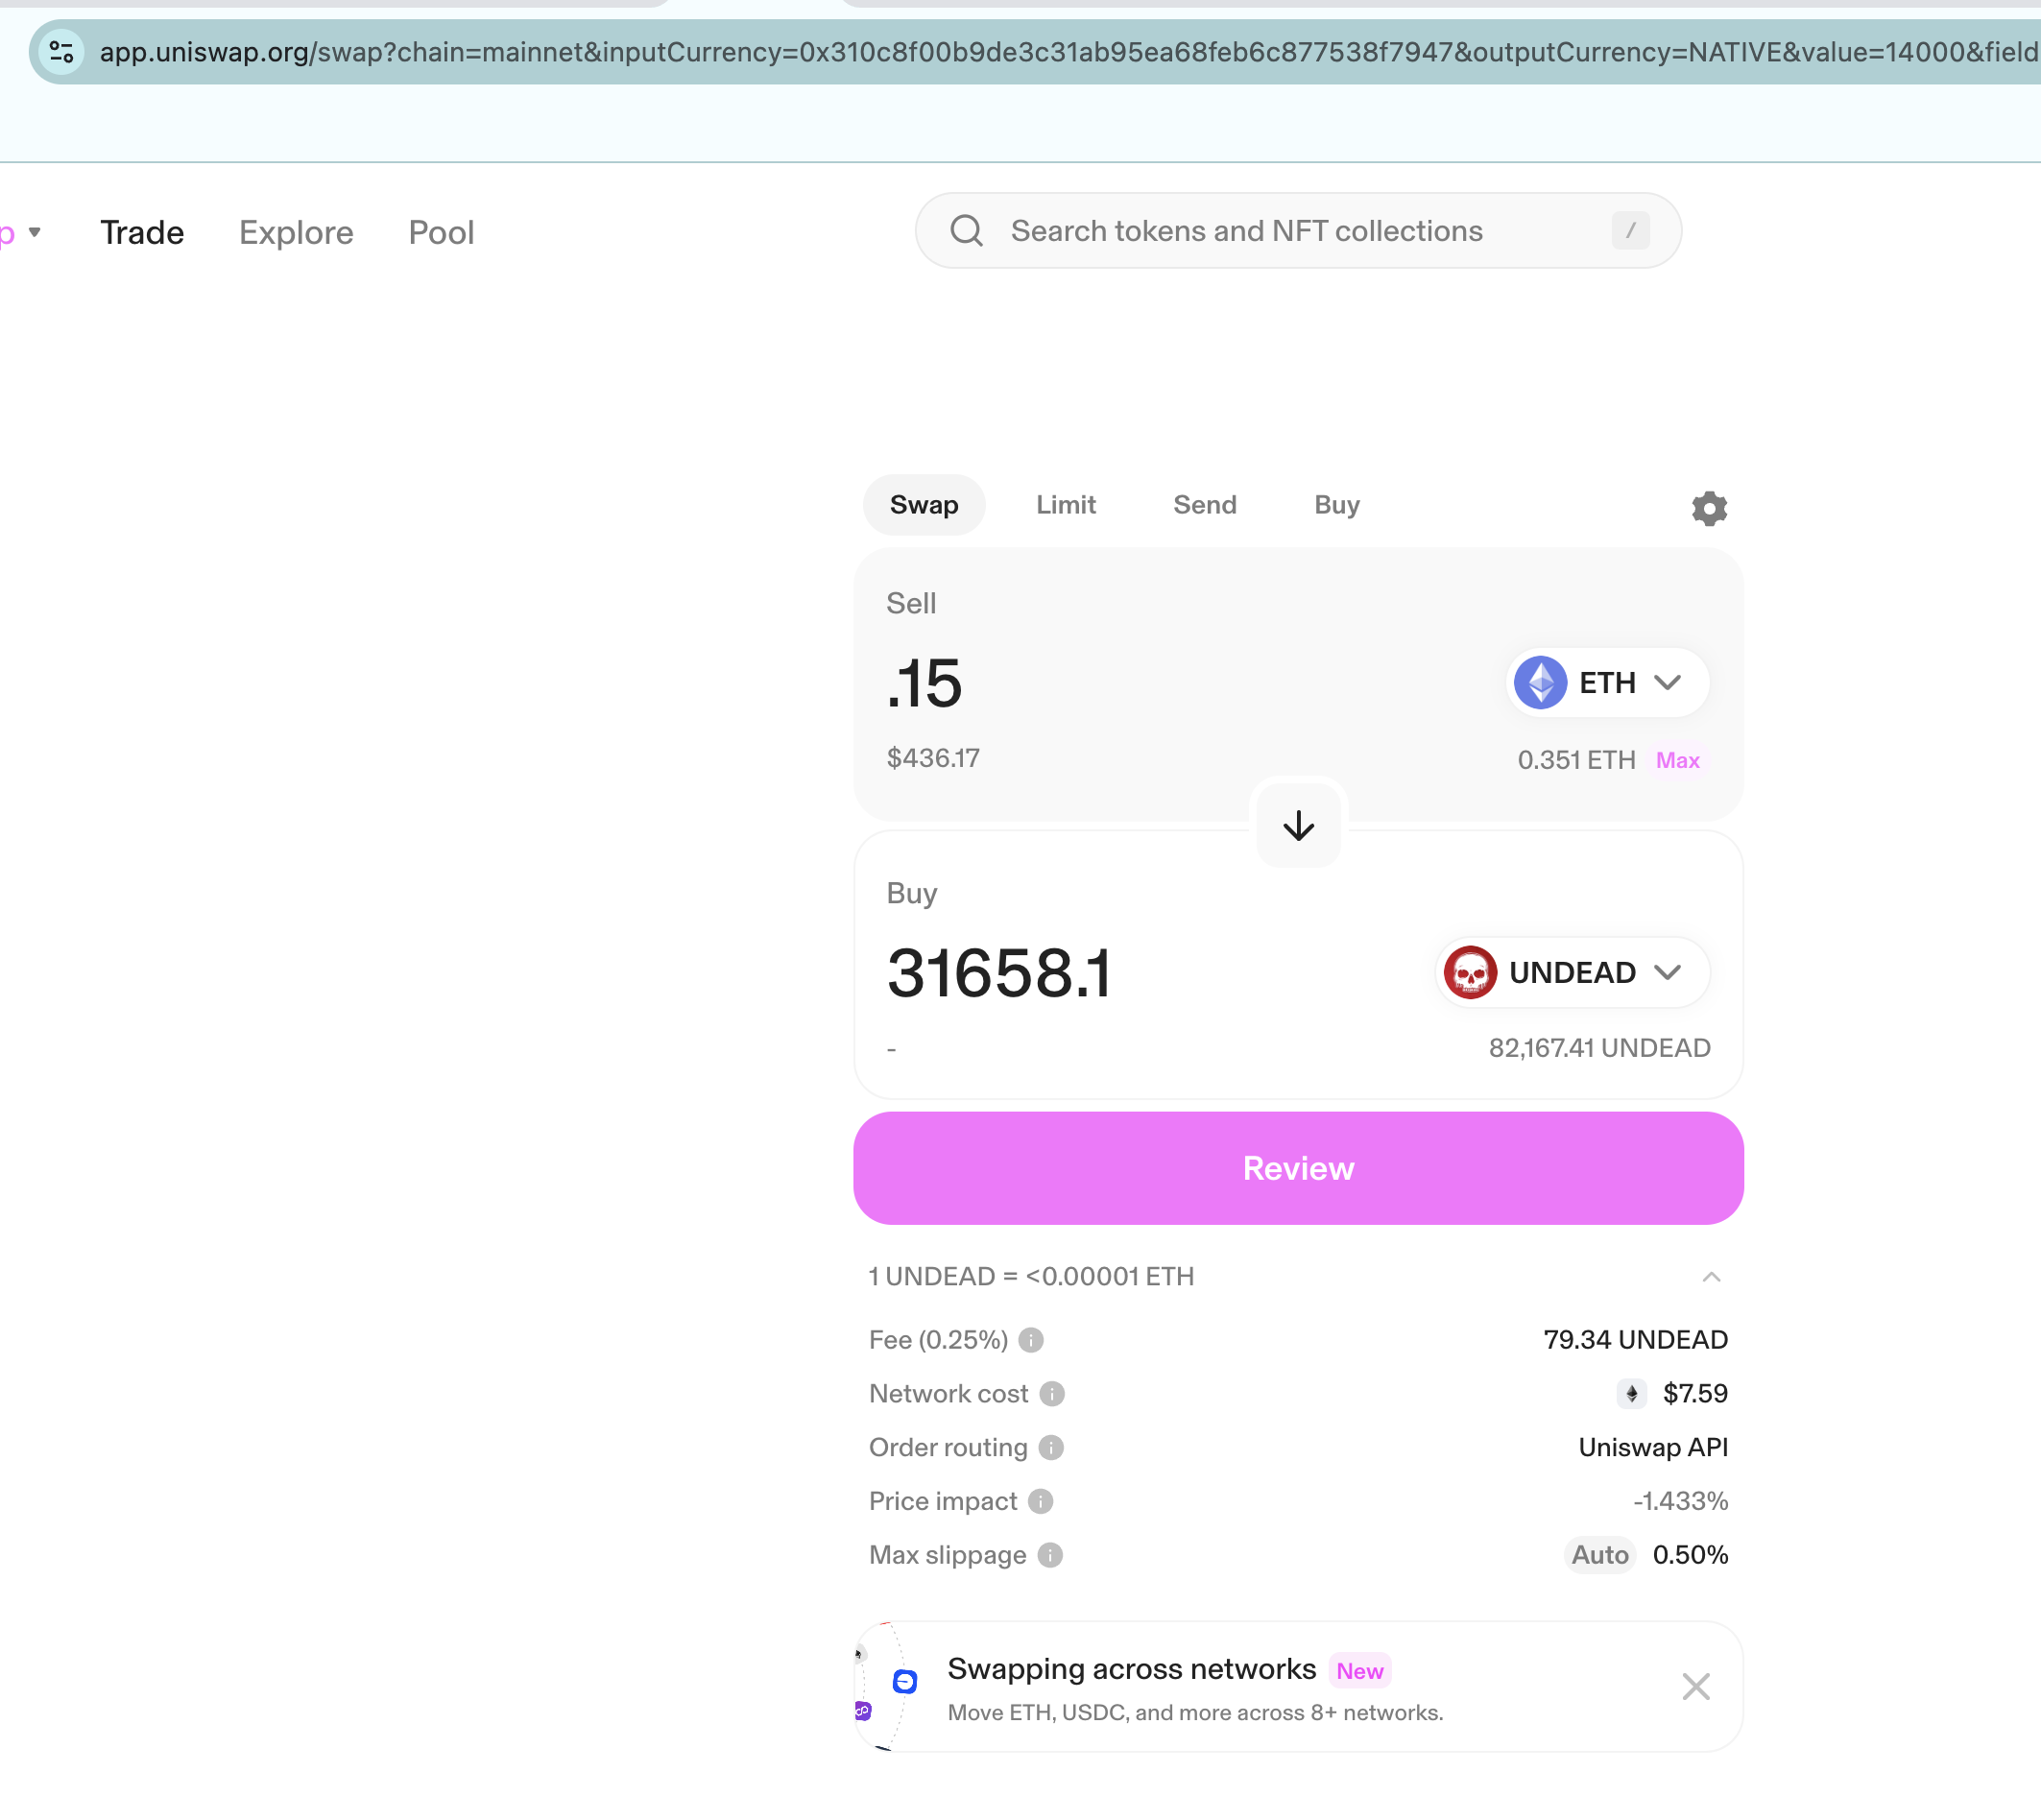 app.uniswap.org/swap?chain=mainnet&inputCurrency=0x310c8f00b9de3c31ab95ea68feb6c877538f7947&outputCurrency=NATIVE&value=14000&field
p Trade Explore Pool
Search tokens and NFT collections /
Swap Limit Send Buy
Sell
.15 ETH
$436.17 0.351 ETH Max
Buy
31658.1 UNDEAD
- 82,167.41 UNDEAD
Review
1 UNDEAD = <0.00001 ETH
Fee (0.25%) 79.34 UNDEAD
Network cost $7.59
Order routing Uniswap API
Price impact -1.433%
Max slippage Auto 0.50%
Swapping across networks New
Move ETH, USDC, and more across 8+ networks.